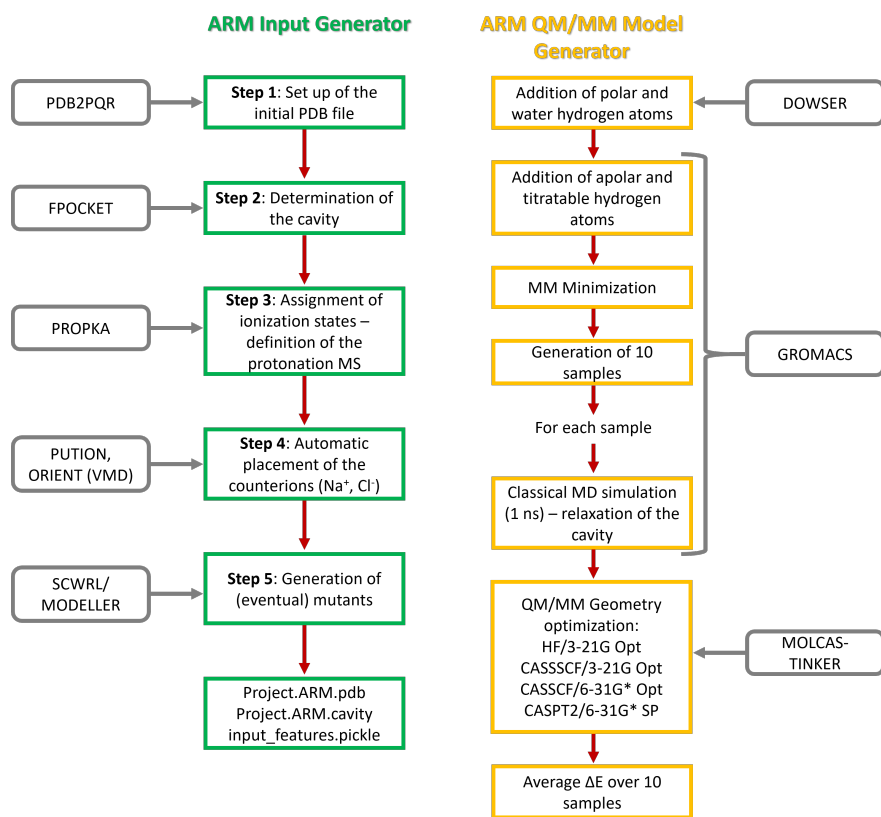 ARM Input Generator
PDB2PQR
Step 1: Set up of the
initial PDB file
FPOCKET
Step 2: Determination of
the cavity
PROPKA
Step 3: Assignment of
ionization states –
definition of the
protonation MS
PUTION,
ORIENT (VMD)
Step 4: Automatic
placement of the
counterions (Na⁺, Cl⁻)
SCWRL/
MODELLER
Step 5: Generation of
(eventual) mutants
Project.ARM.pdb
Project.ARM.cavity
input_features.pickle
ARM QM/MM Model
Generator
Addition of polar and
water hydrogen atoms
DOWSER
Addition of apolar and
titratable hydrogen
atoms
MM Minimization
Generation of 10
samples
GROMACS
For each sample
Classical MD simulation
(1 ns) – relaxation of the
cavity
QM/MM Geometry
optimization:
HF/3-21G Opt
CASSSCF/3-21G Opt
CASSCF/6-31G* Opt
CASPT2/6-31G* SP
MOLCAS-
TINKER
Average ΔE over 10
samples